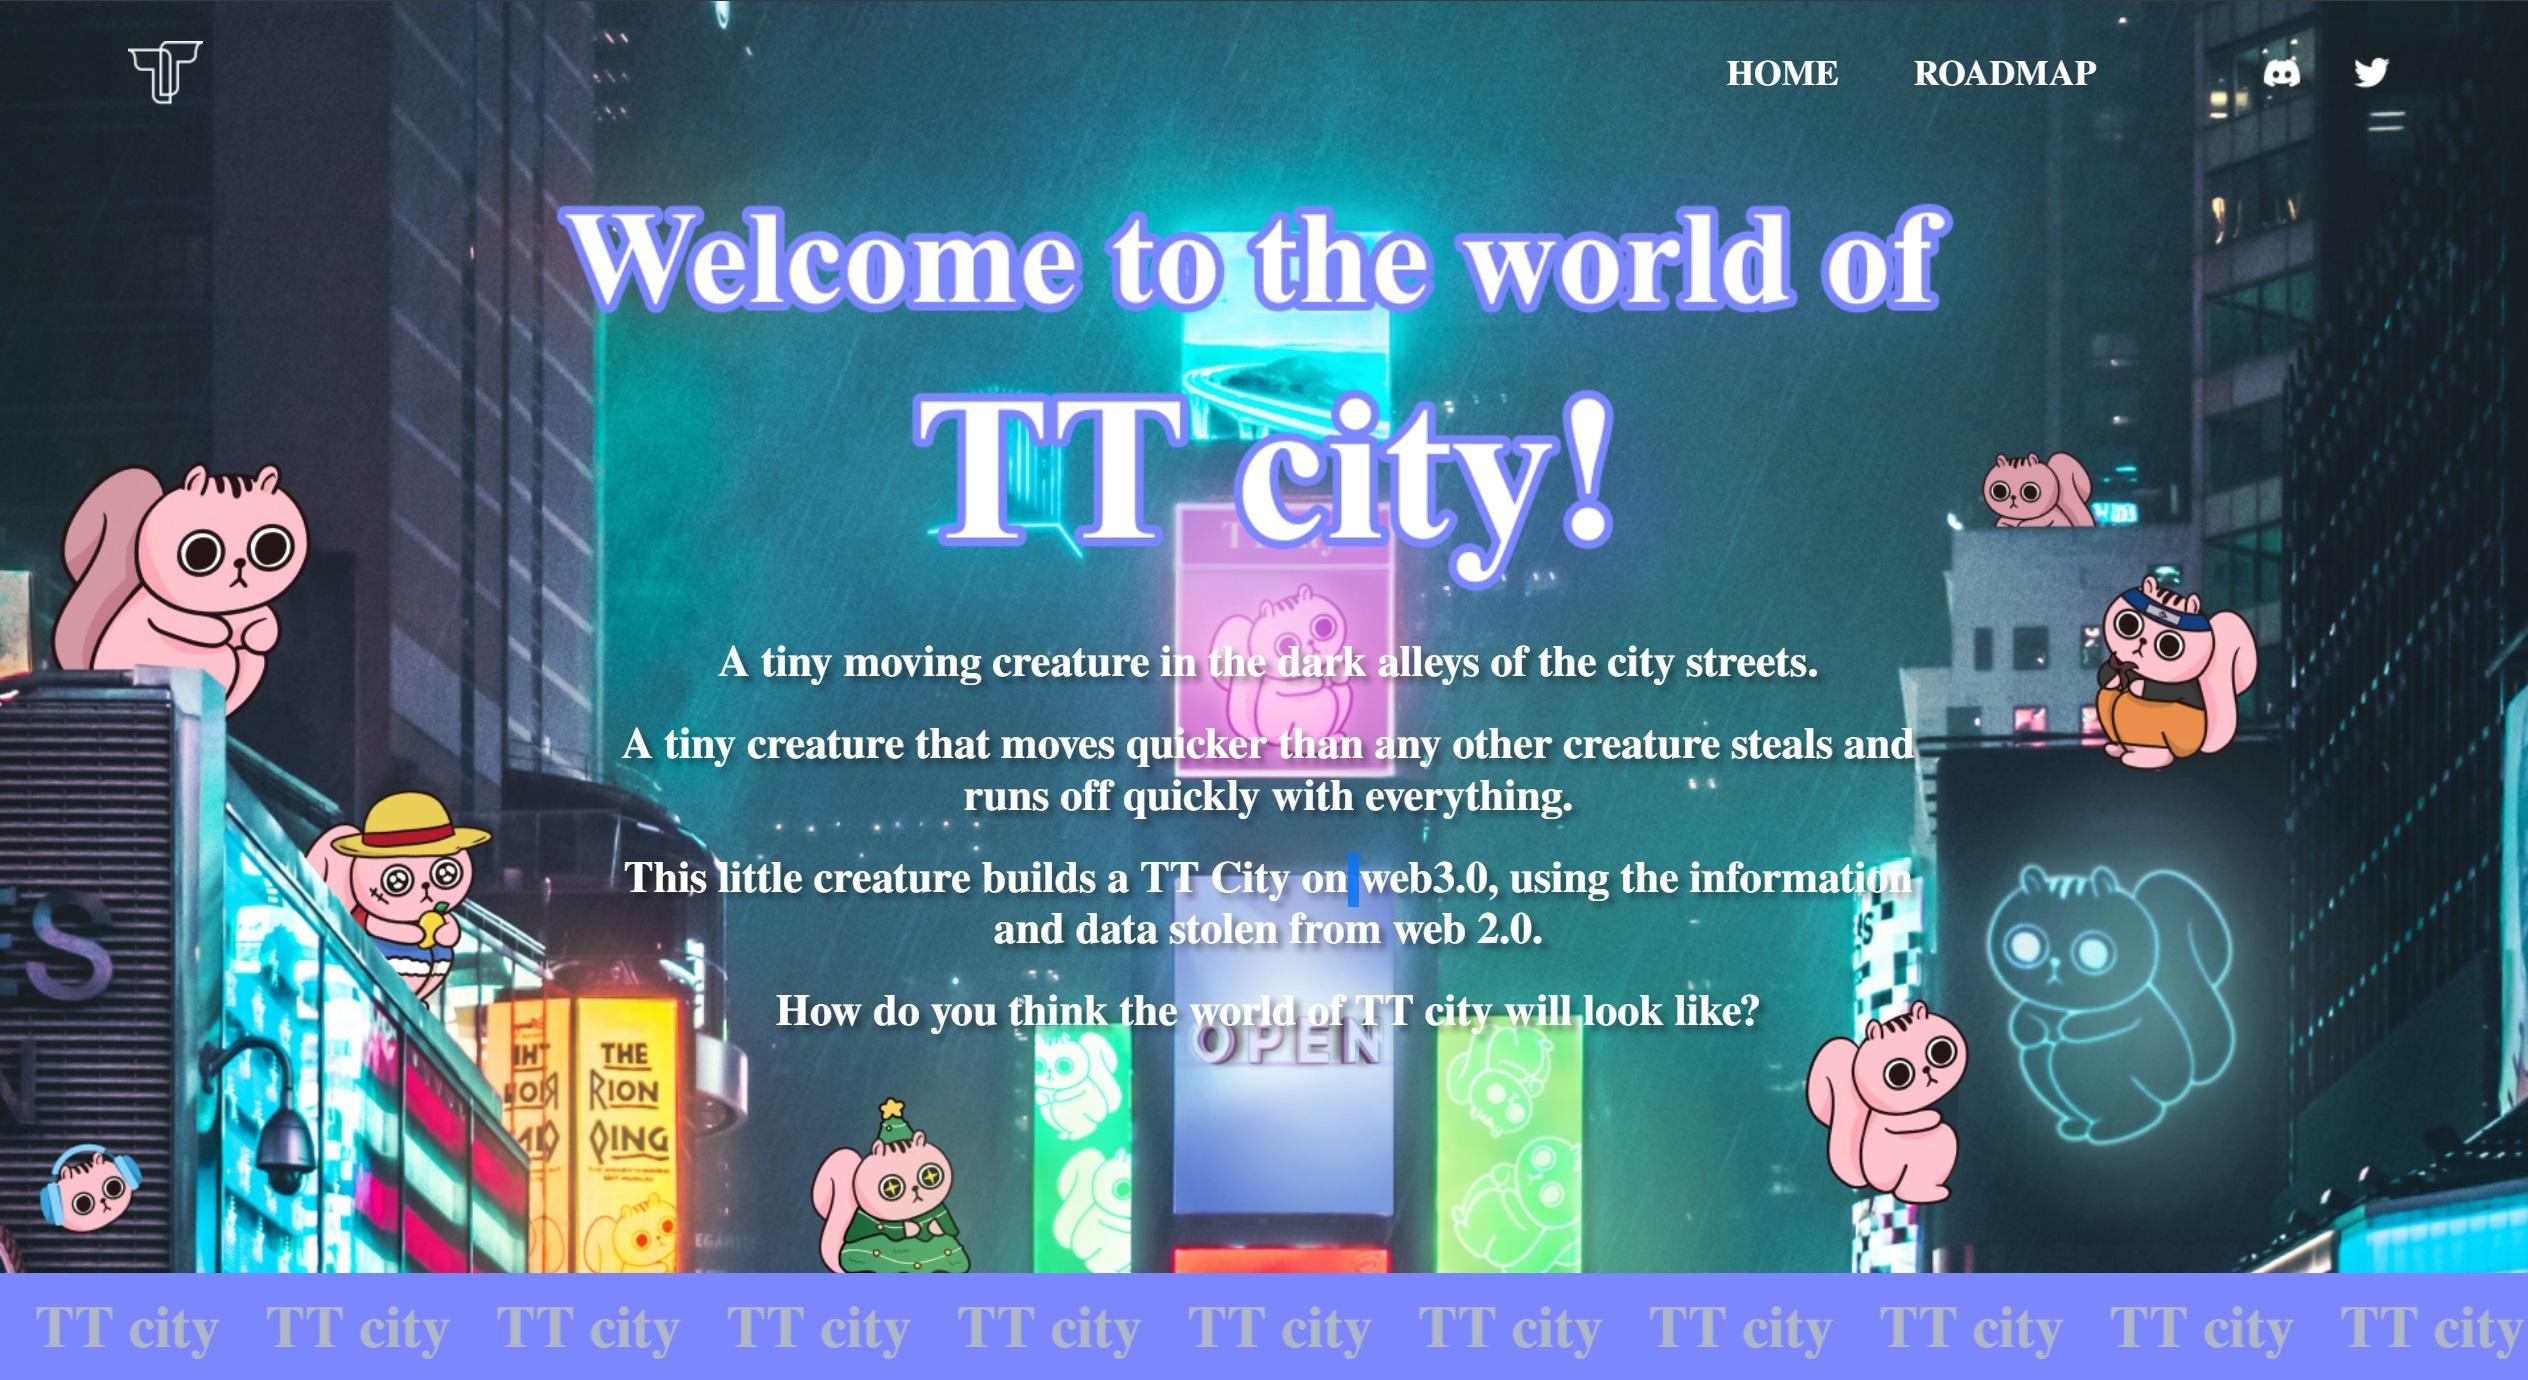 HOME ROADMAP
Welcome to the world of
TT city!
A tiny moving creature in the dark alleys of the city streets.
A tiny creature that moves quicker than any other creature steals and
runs off quickly with everything.
This little creature builds a TT City on web3.0, using the information
and data stolen from web 2.0.
How do you think the world of TT city will look like?
OPEN
THE
RION
QING
TT city TT city TT city TT city TT city TT city TT city TT city TT city TT city TT city